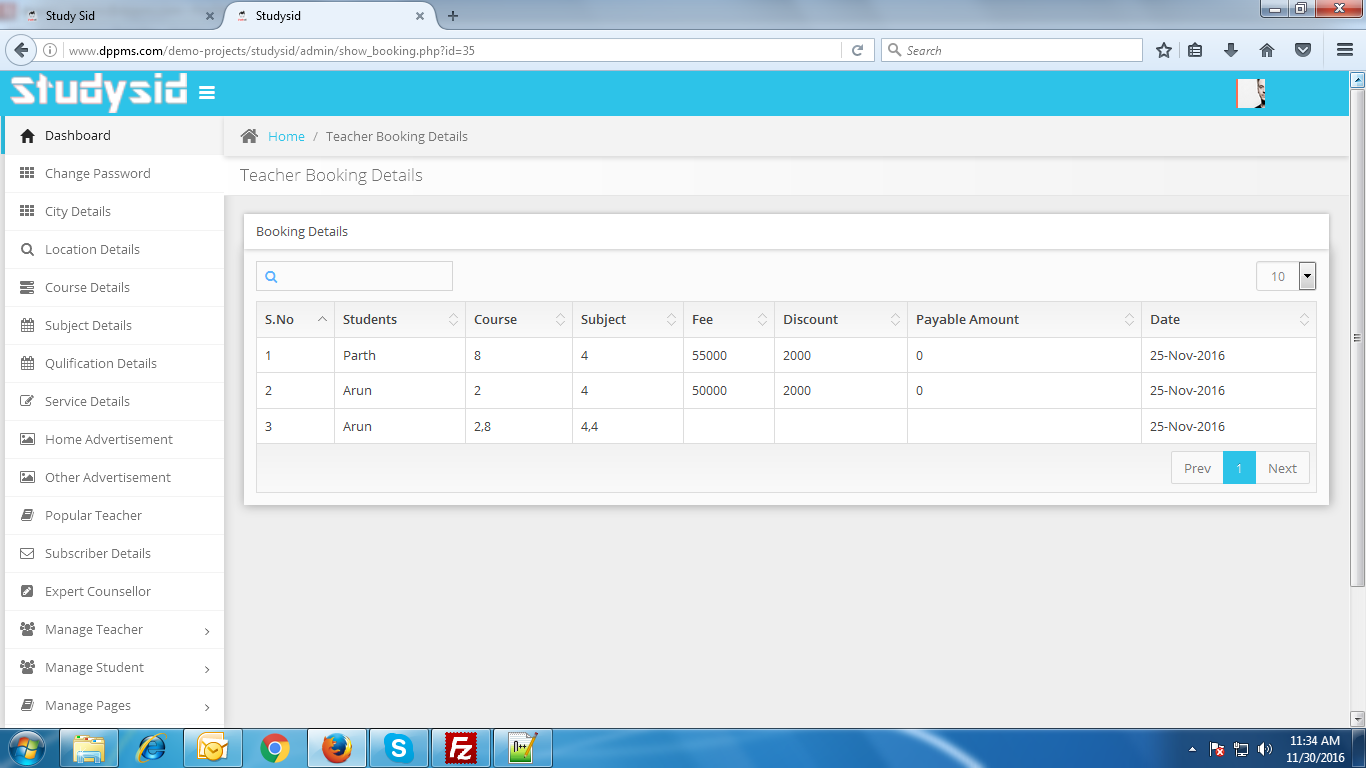 Study Sid
Studysid
www.dppms.com/demo-projects/studysid/admin/show_booking.php?id=35
Search
Studysid
Dashboard
Change Password
City Details
Location Details
Course Details
Subject Details
Qulification Details
Service Details
Home Advertisement
Other Advertisement
Popular Teacher
Subscriber Details
Expert Counsellor
Manage Teacher
Manage Student
Manage Pages
Home / Teacher Booking Details
Teacher Booking Details
Booking Details
10
S.No Students Course Subject Fee Discount Payable Amount Date
1 Parth 8 4 55000 2000 0 25-Nov-2016
2 Arun 2 4 50000 2000 0 25-Nov-2016
3 Arun 2,8 4,4 25-Nov-2016
Prev 1 Next
11:34 AM
11/30/2016